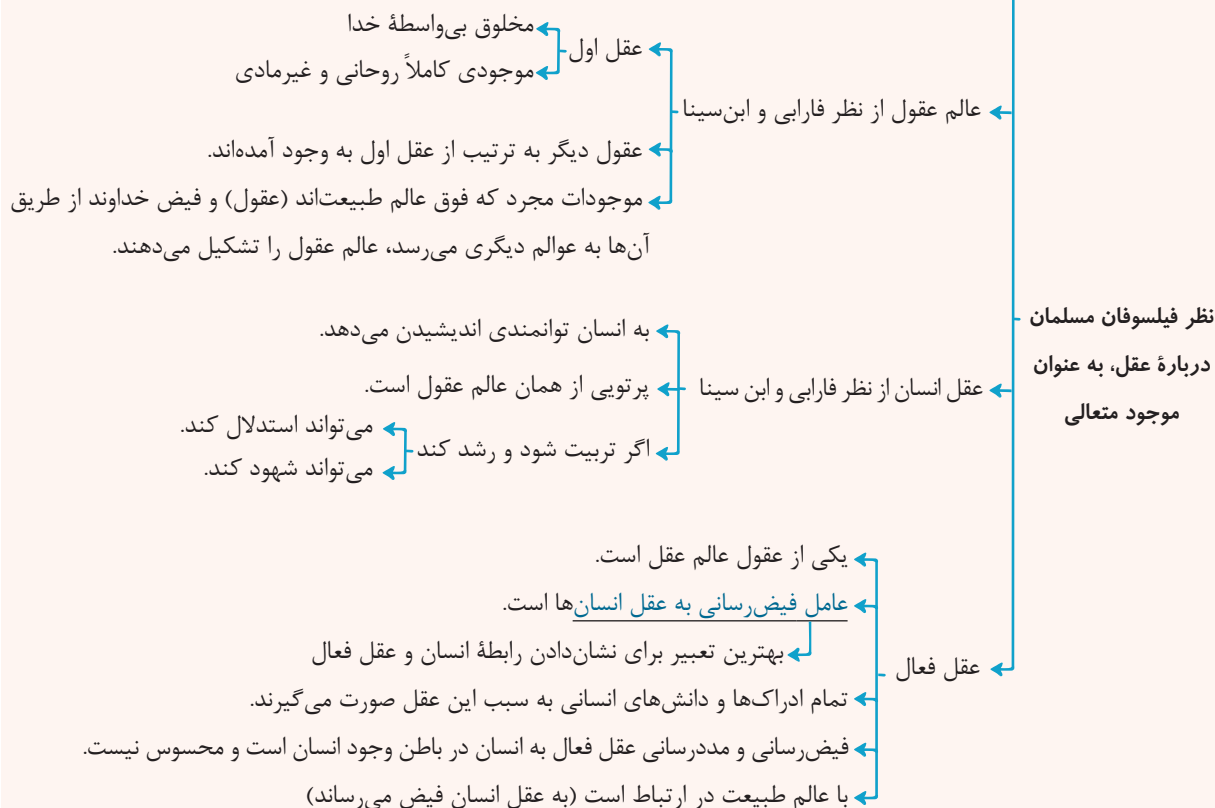 مخلوق بی‌واسطهٔ خدا
عقل اول
موجودی کاملاً روحانی و غیرمادی
عالم عقول از نظر فارابی و ابن‌سینا
عقول دیگر به ترتیب از عقل اول به وجود آمده‌اند.
موجودات مجرد که فوق عالم طبیعت‌اند (عقول) و فیض خداوند از طریق
آن‌ها به عوالم دیگری می‌رسد، عالم عقول را تشکیل می‌دهند.
نظر فیلسوفان مسلمان
دربارهٔ عقل، به عنوان
موجود متعالی
به انسان توانمندی اندیشیدن می‌دهد.
عقل انسان از نظر فارابی و ابن سینا
پرتویی از همان عالم عقول است.
اگر تربیت شود و رشد کند
می‌تواند استدلال کند.
می‌تواند شهود کند.
یکی از عقول عالم عقل است.
عامل فیض‌رسانی به عقل انسان‌ها است.
بهترین تعبیر برای نشان‌دادن رابطهٔ انسان و عقل فعال
عقل فعال
تمام ادراک‌ها و دانش‌های انسانی به سبب این عقل صورت می‌گیرند.
فیض‌رسانی و مددرسانی عقل فعال به انسان در باطن وجود انسان است و محسوس نیست.
با عالم طبیعت در ارتباط است (به عقل انسان فیض می‌رساند)